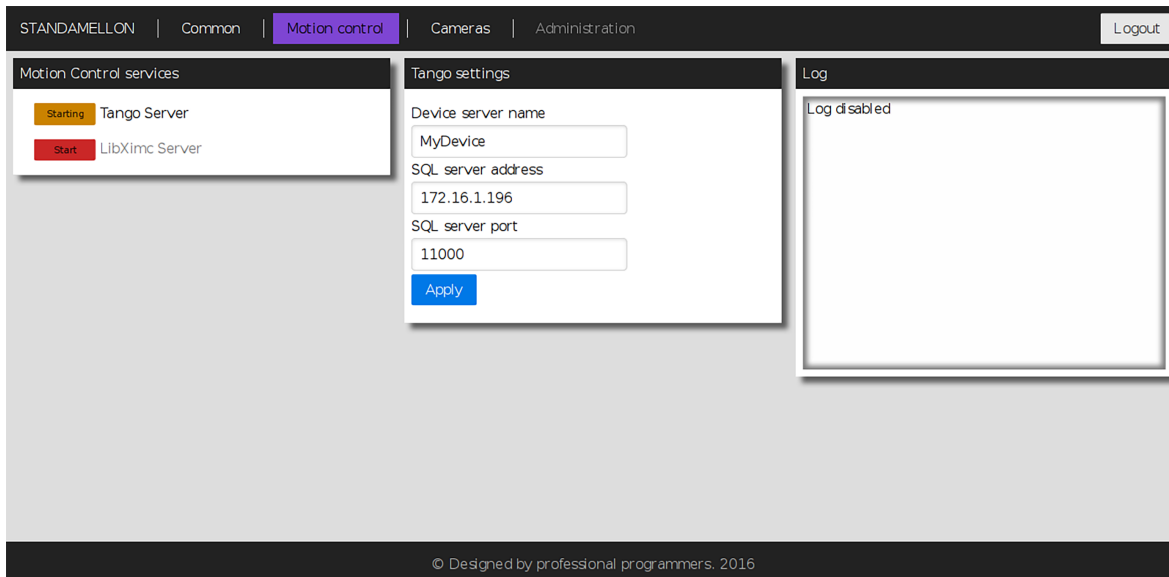 STANDAMELLON Common Motion control Cameras Administration Logout
Motion Control services
Starting Tango Server
Start LibXimc Server
Tango settings
Device server name
MyDevice
SQL server address
172.16.1.196
SQL server port
11000
Apply
Log
Log disabled
© Designed by professional programmers. 2016